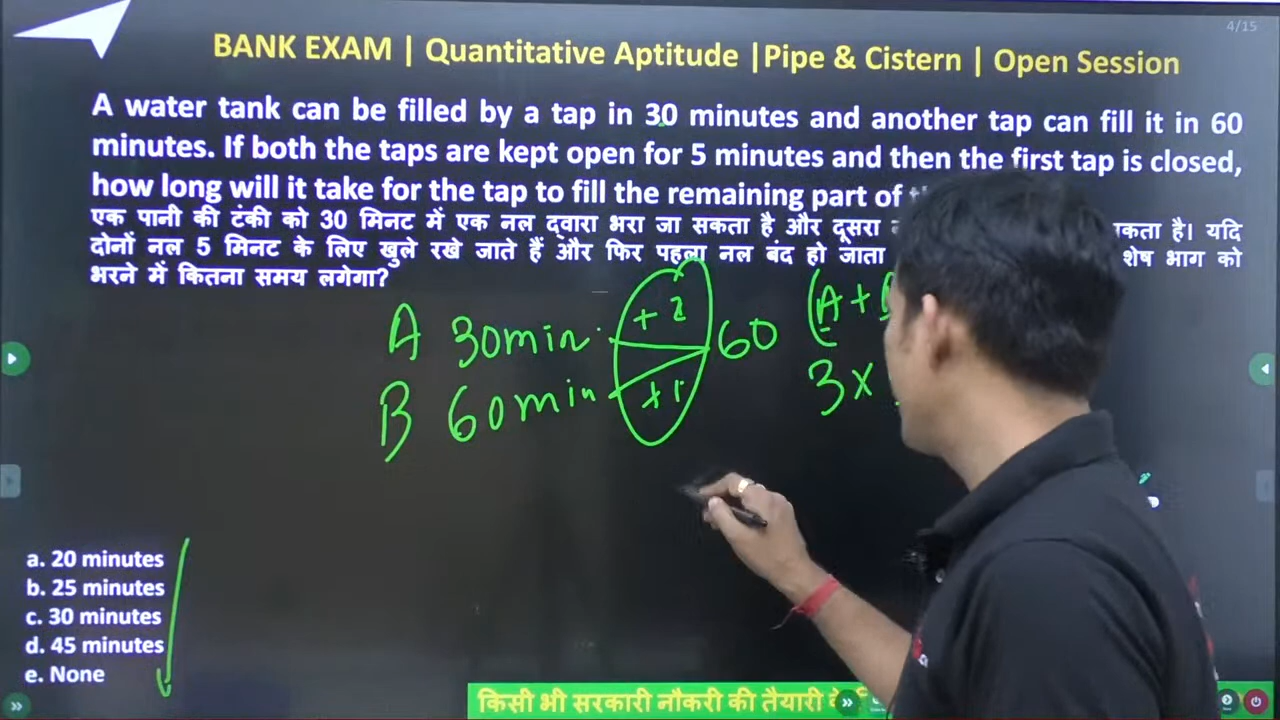 4/15
BANK EXAM | Quantitative Aptitude |Pipe & Cistern | Open Session
A water tank can be filled by a tap in 30 minutes and another tap can fill it in 60
minutes. If both the taps are kept open for 5 minutes and then the first tap is closed,
how long will it take for the tap to fill the remaining part of
एक पानी की टंकी को 30 मिनट में एक नल द्वारा भरा जा सकता है और दूसरा सकता है। यदि
दोनों नल 5 मिनट के लिए खुले रखे जाते हैं और फिर पहला नल बंद हो जाता शेष भाग को
भरने में कितना समय लगेगा?
A 30min +2 60 (A+
B 60min +1 3x
a. 20 minutes
b. 25 minutes
c. 30 minutes
d. 45 minutes
e. None
किसी भी सरकारी नौकरी की तैयारी